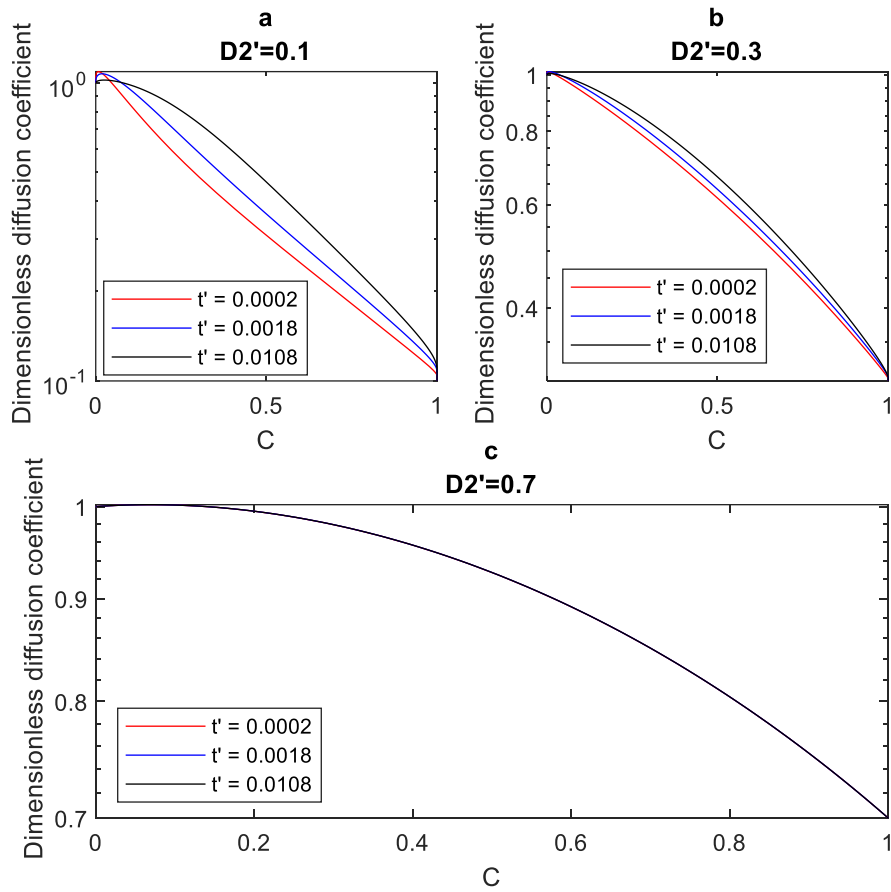 a
D2'=0.1
Dimensionless diffusion coefficient
10^0
10^-1
0
0.5
1
C
t' = 0.0002
t' = 0.0018
t' = 0.0108
b
D2'=0.3
Dimensionless diffusion coefficient
1
0.8
0.6
0.4
0
0.5
1
C
t' = 0.0002
t' = 0.0018
t' = 0.0108
c
D2'=0.7
Dimensionless diffusion coefficient
1
0.9
0.8
0.7
0
0.2
0.4
0.6
0.8
1
C
t' = 0.0002
t' = 0.0018
t' = 0.0108